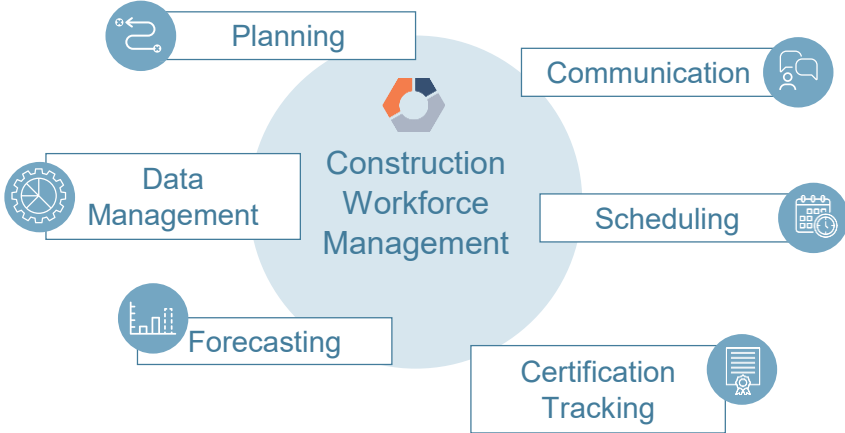 Planning
Communication
Construction
Workforce
Management
Data
Management
Scheduling
Forecasting
Certification
Tracking